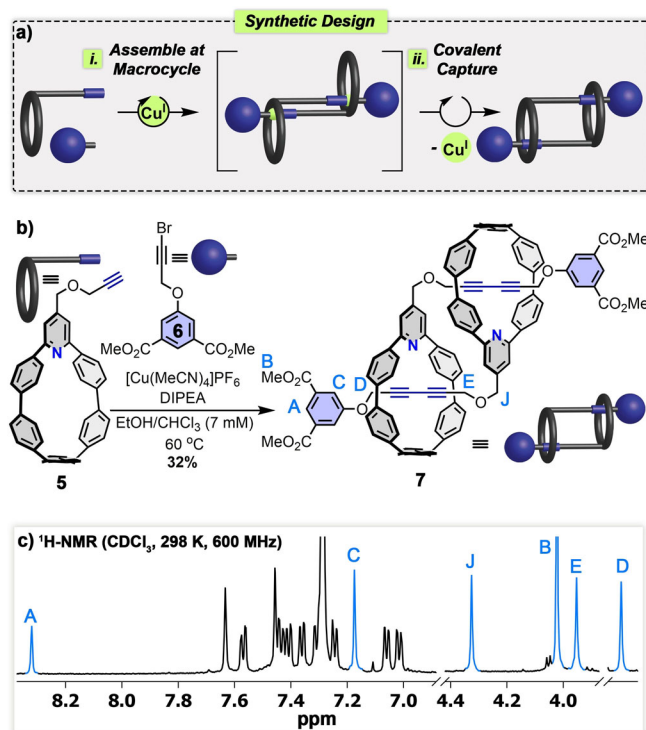 Synthetic Design
a)
i. Assemble at
Macrocycle
ii. Covalent
Capture
Cuᴵ
- Cuᴵ
b)
Br
O
6
MeO₂C
CO₂Me
O
N
5
[Cu(MeCN)₄]PF₆
DIPEA
EtOH/CHCl₃ (7 mM)
60 °C
32%
B
MeO₂C
A
C
D
O
E
J
O
N
N
O
O
CO₂Me
CO₂Me
MeO₂C
7
c) ¹H-NMR (CDCl₃, 298 K, 600 MHz)
A
C
J
B
E
D
8.2 8.0 7.8 7.6 7.4 7.2 7.0 4.4 4.2 4.0
ppm